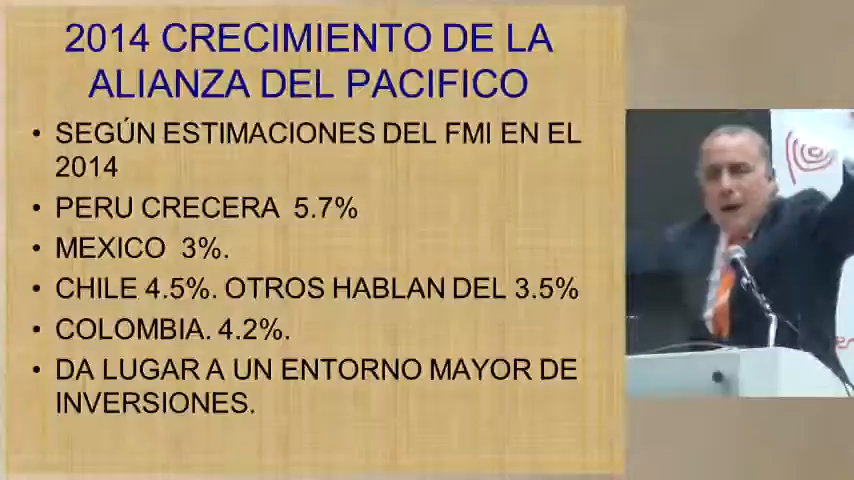 2014 CRECIMIENTO DE LA
ALIANZA DEL PACIFICO
• SEGÚN ESTIMACIONES DEL FMI EN EL
2014
• PERU CRECERA  5.7%
• MEXICO  3%.
• CHILE 4.5%. OTROS HABLAN DEL 3.5%
• COLOMBIA. 4.2%.
• DA LUGAR A UN ENTORNO MAYOR DE
INVERSIONES.